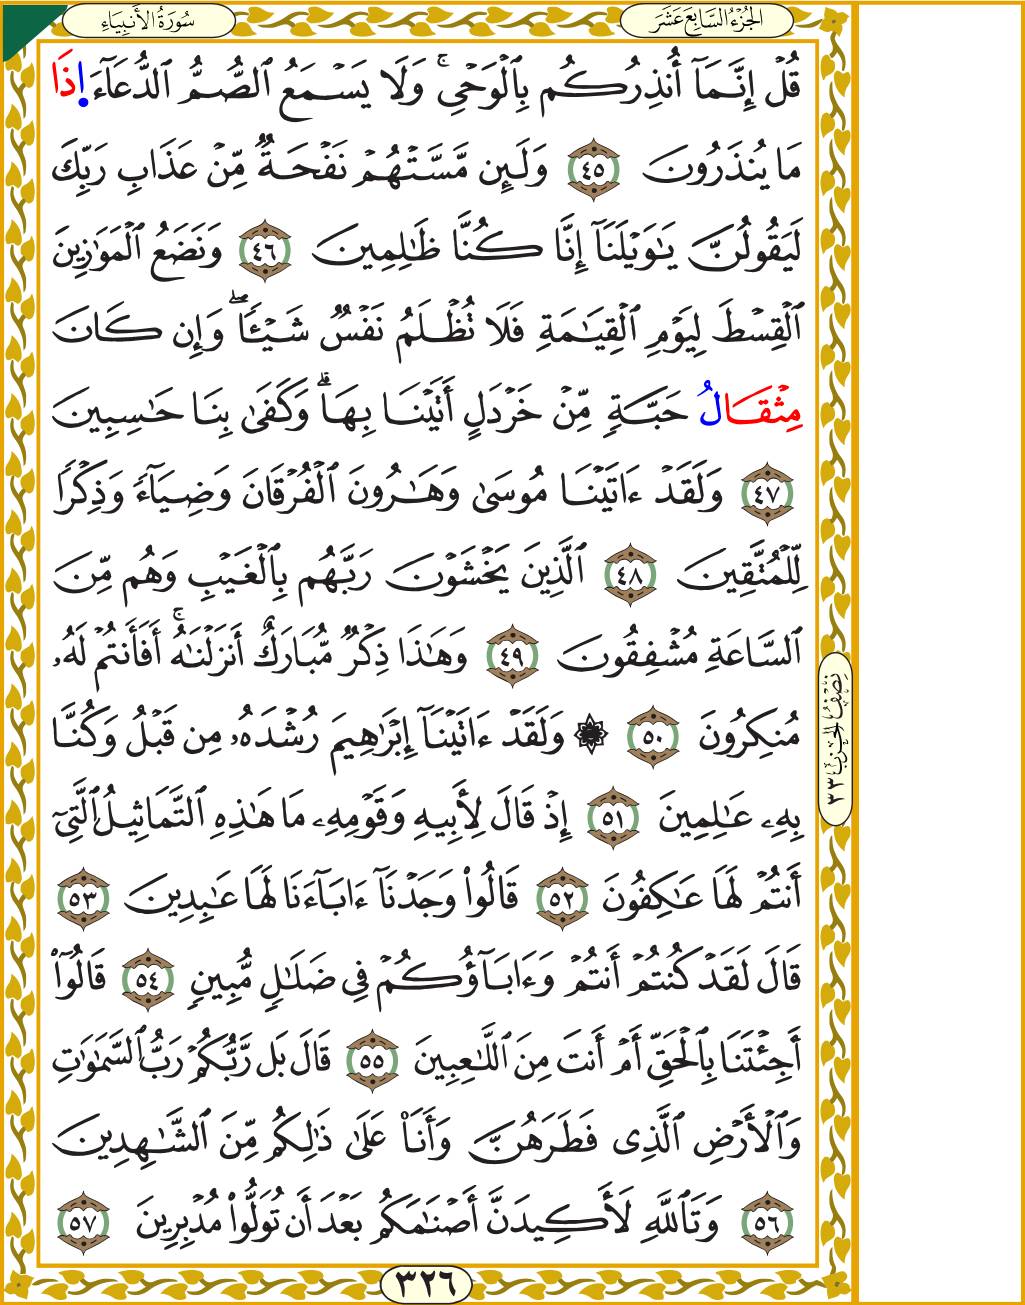 سُورَةُ الأَنبِيَاءِ
الجُزْءُ السَّابِعَ عَشَرَ
قُلْ إِنَّمَآ أُنذِرُكُم بِٱلْوَحْىِ ۚ وَلَا يَسْمَعُ ٱلصُّمُّ ٱلدُّعَآءَ إِذَا
مَا يُنذَرُونَ ٤٥ وَلَئِن مَّسَّتْهُمْ نَفْحَةٌ مِّنْ عَذَابِ رَبِّكَ
لَيَقُولُنَّ يَـٰوَيْلَنَآ إِنَّا كُنَّا ظَـٰلِمِينَ ٤٦ وَنَضَعُ ٱلْمَوَٰزِينَ
ٱلْقِسْطَ لِيَوْمِ ٱلْقِيَـٰمَةِ فَلَا تُظْلَمُ نَفْسٌ شَيْـًٔا ۖ وَإِن كَانَ
مِثْقَالُ حَبَّةٍ مِّنْ خَرْدَلٍ أَتَيْنَا بِهَا ۗ وَكَفَىٰ بِنَا حَـٰسِبِينَ
٤٧ وَلَقَدْ ءَاتَيْنَا مُوسَىٰ وَهَـٰرُونَ ٱلْفُرْقَانَ وَضِيَآءً وَذِكْرًا
لِّلْمُتَّقِينَ ٤٨ ٱلَّذِينَ يَخْشَوْنَ رَبَّهُم بِٱلْغَيْبِ وَهُم مِّنَ
ٱلسَّاعَةِ مُشْفِقُونَ ٤٩ وَهَـٰذَا ذِكْرٌ مُّبَارَكٌ أَنزَلْنَـٰهُ ۚ أَفَأَنتُمْ لَهُۥ
مُنكِرُونَ ٥٠ ۞ وَلَقَدْ ءَاتَيْنَآ إِبْرَٰهِيمَ رُشْدَهُۥ مِن قَبْلُ وَكُنَّا
بِهِۦ عَـٰلِمِينَ ٥١ إِذْ قَالَ لِأَبِيهِ وَقَوْمِهِۦ مَا هَـٰذِهِ ٱلتَّمَاثِيلُ ٱلَّتِىٓ
أَنتُمْ لَهَا عَـٰكِفُونَ ٥٢ قَالُوا۟ وَجَدْنَآ ءَابَآءَنَا لَهَا عَـٰبِدِينَ ٥٣
قَالَ لَقَدْ كُنتُمْ أَنتُمْ وَءَابَآؤُكُمْ فِى ضَلَـٰلٍ مُّبِينٍ ٥٤ قَالُوٓا۟
أَجِئْتَنَا بِٱلْحَقِّ أَمْ أَنتَ مِنَ ٱللَّـٰعِبِينَ ٥٥ قَالَ بَل رَّبُّكُمْ رَبُّ ٱلسَّمَـٰوَٰتِ
وَٱلْأَرْضِ ٱلَّذِى فَطَرَهُنَّ وَأَنَا۠ عَلَىٰ ذَٰلِكُم مِّنَ ٱلشَّـٰهِدِينَ
٥٦ وَتَٱللَّهِ لَأَكِيدَنَّ أَصْنَـٰمَكُم بَعْدَ أَن تُوَلُّوا۟ مُدْبِرِينَ ٥٧
نِصْفُ الحِزْبِ ٣٣
٣٢٦